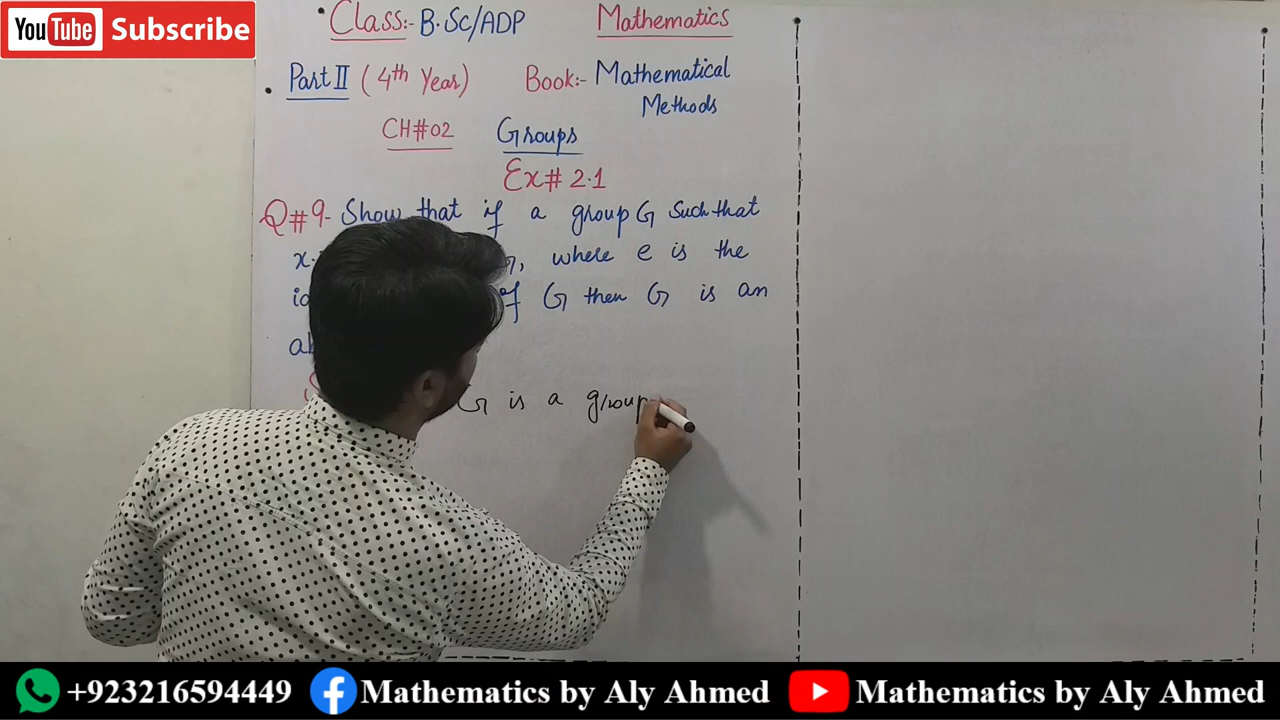 YouTube Subscribe
Class:- B.Sc/ADP Mathematics
Part II (4th Year) Book:- Mathematical Methods
CH#02 Groups
Ex# 2.1
Q#9- Show that if a group G such that
x. where e is the
of G then G is an
G is a group
+923216594449 Mathematics by Aly Ahmed Mathematics by Aly Ahmed